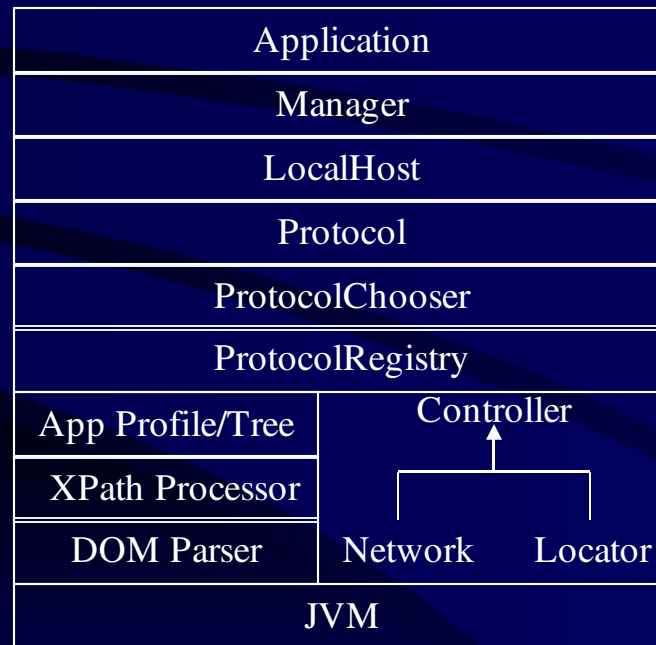 Application
Manager
LocalHost
Protocol
ProtocolChooser
ProtocolRegistry
App Profile/Tree
XPath Processor
DOM Parser
Controller
Network
Locator
JVM